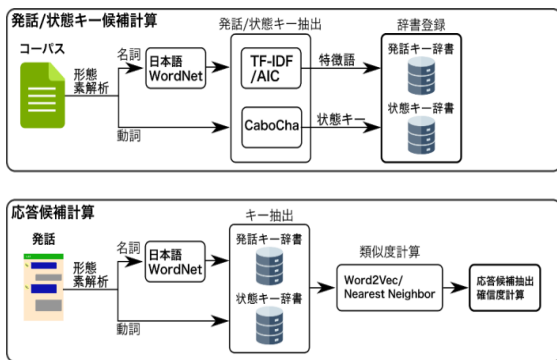 発話/状態キー候補計算
コーパス
形態
素解析
名詞
動詞
日本語
WordNet
発話/状態キー抽出
TF-IDF
/AIC
CaboCha
特徴語
状態キー
辞書登録
発話キー辞書
状態キー辞書
応答候補計算
発話
形態
素解析
名詞
動詞
日本語
WordNet
キー抽出
発話キー辞書
状態キー辞書
類似度計算
Word2Vec/
Nearest Neighbor
応答候補抽出
確信度計算